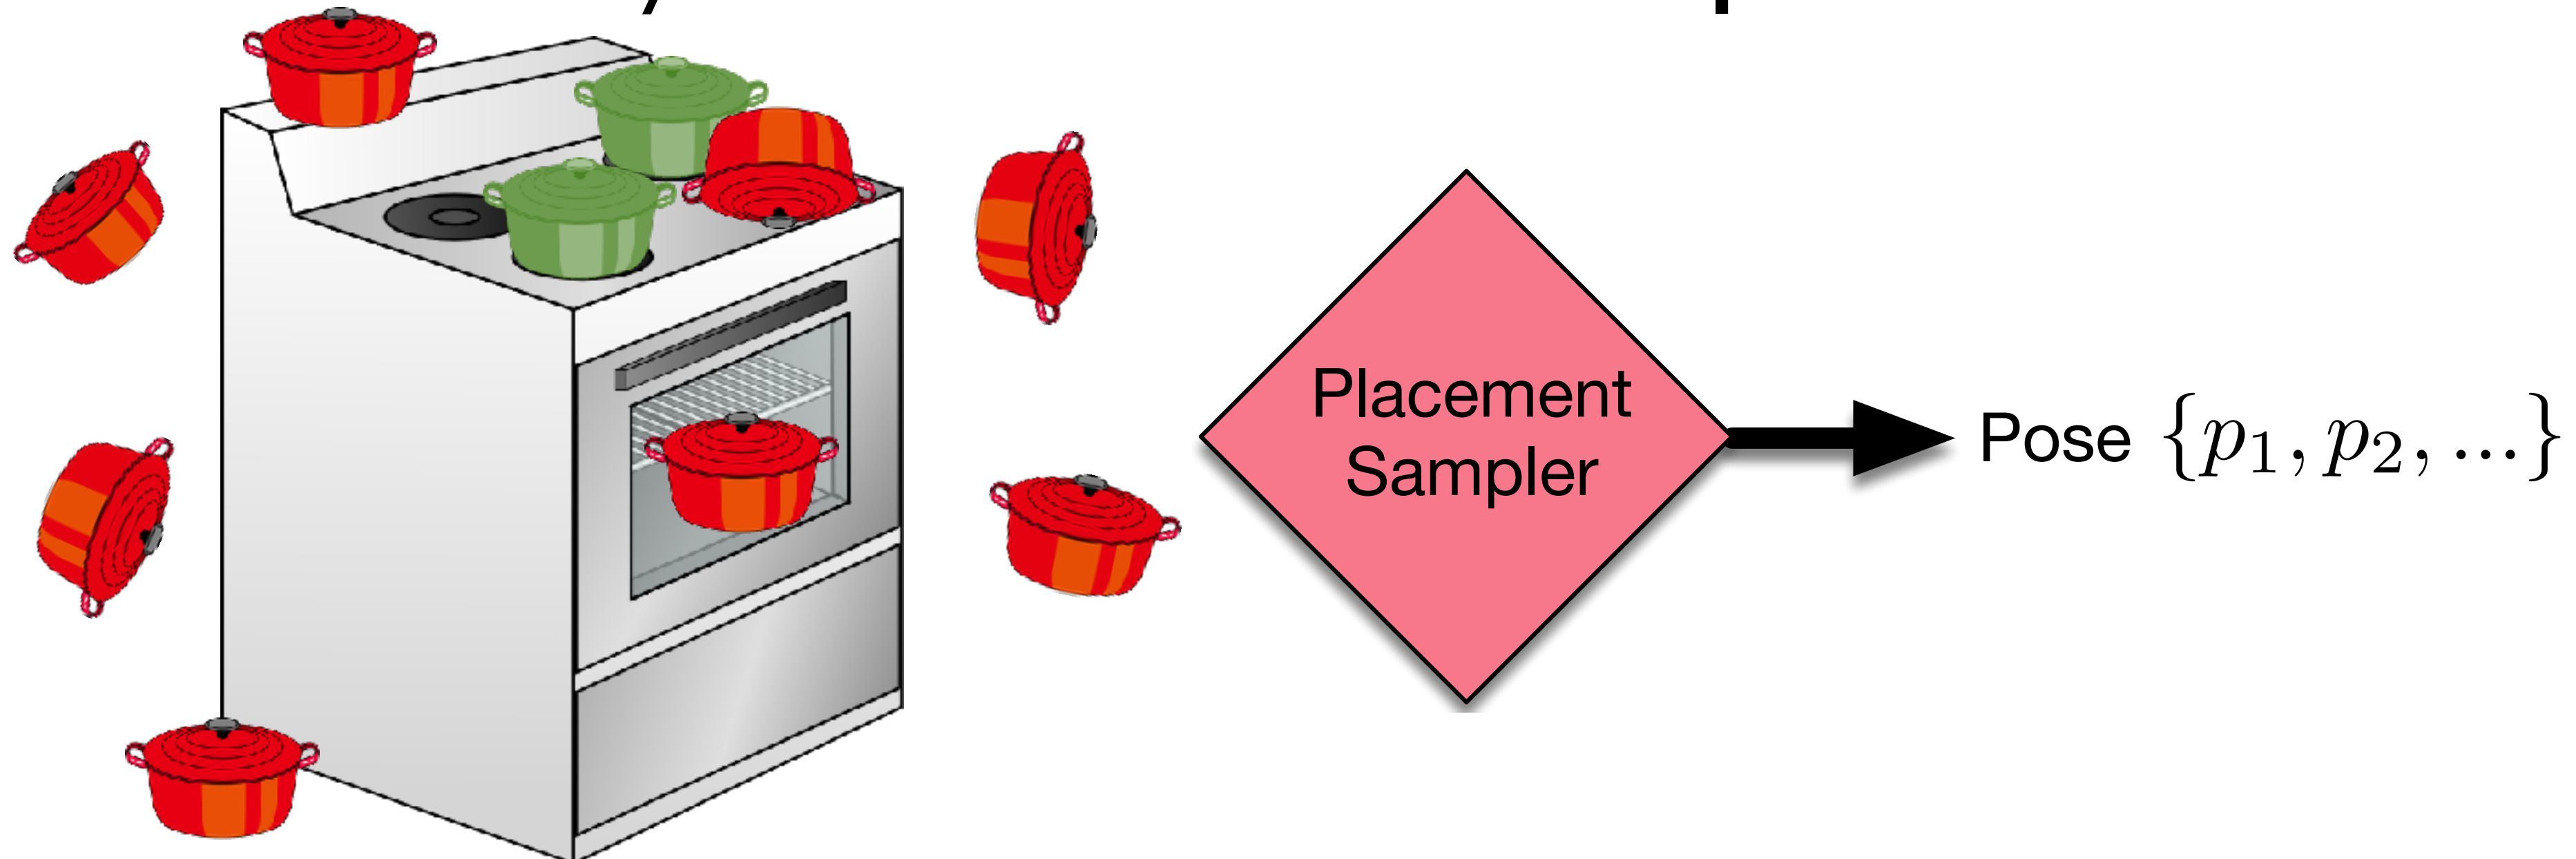 Placement
Sampler
Pose {p₁, p₂, ...}